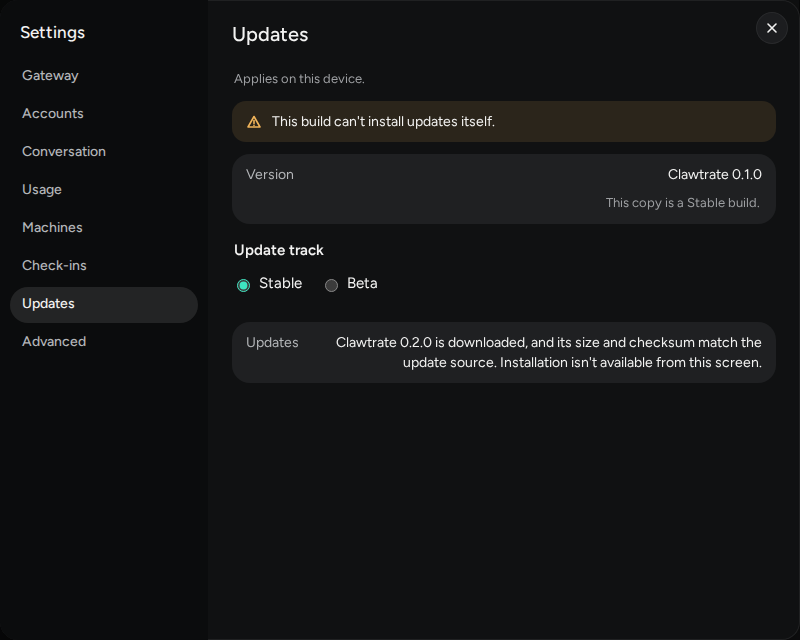 Settings
Gateway
Accounts
Conversation
Usage
Machines
Check-ins
Updates
Advanced
Updates
Applies on this device.
This build can't install updates itself.
Version
Clawtrate 0.1.0
This copy is a Stable build.
Update track
Stable
Beta
Updates
Clawtrate 0.2.0 is downloaded, and its size and checksum match the
update source. Installation isn't available from this screen.